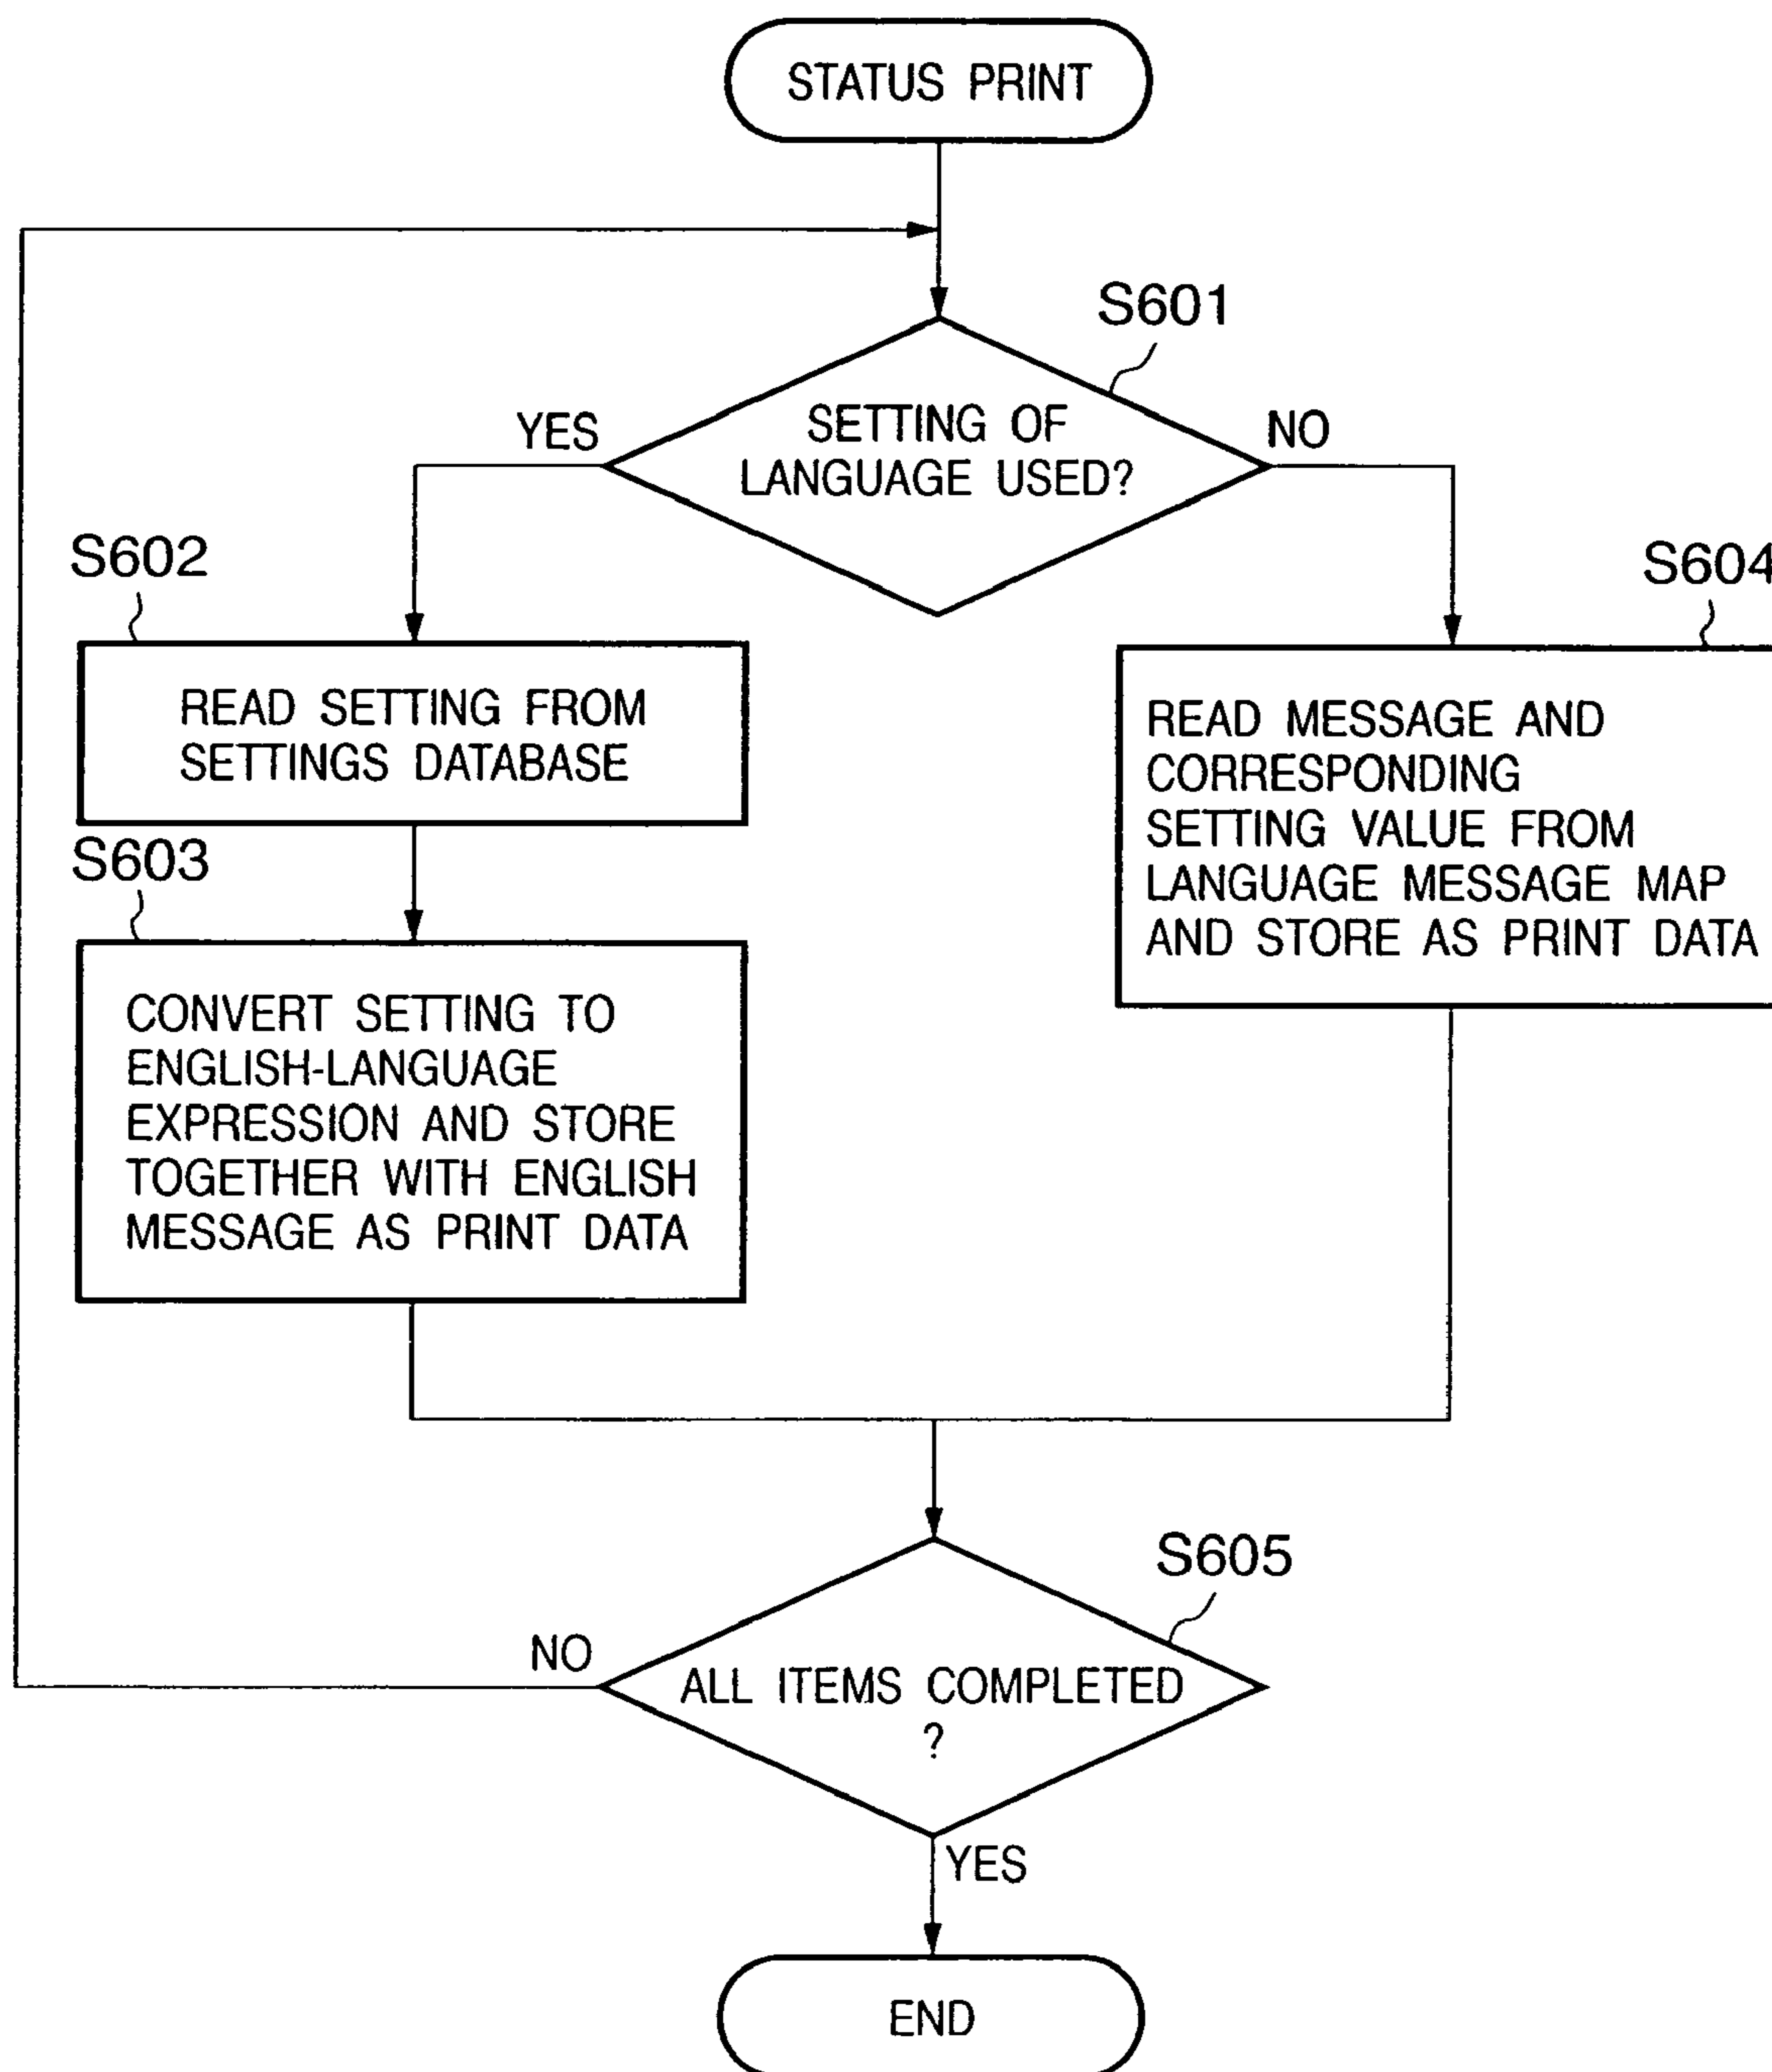 STATUS PRINT
S601
SETTING OF
LANGUAGE USED?
YES
NO
S602
READ SETTING FROM
SETTINGS DATABASE
S604
READ MESSAGE AND
CORRESPONDING
SETTING VALUE FROM
LANGUAGE MESSAGE MAP
AND STORE AS PRINT DATA
S603
CONVERT SETTING TO
ENGLISH-LANGUAGE
EXPRESSION AND STORE
TOGETHER WITH ENGLISH
MESSAGE AS PRINT DATA
S605
NO
ALL ITEMS COMPLETED
?
YES
END